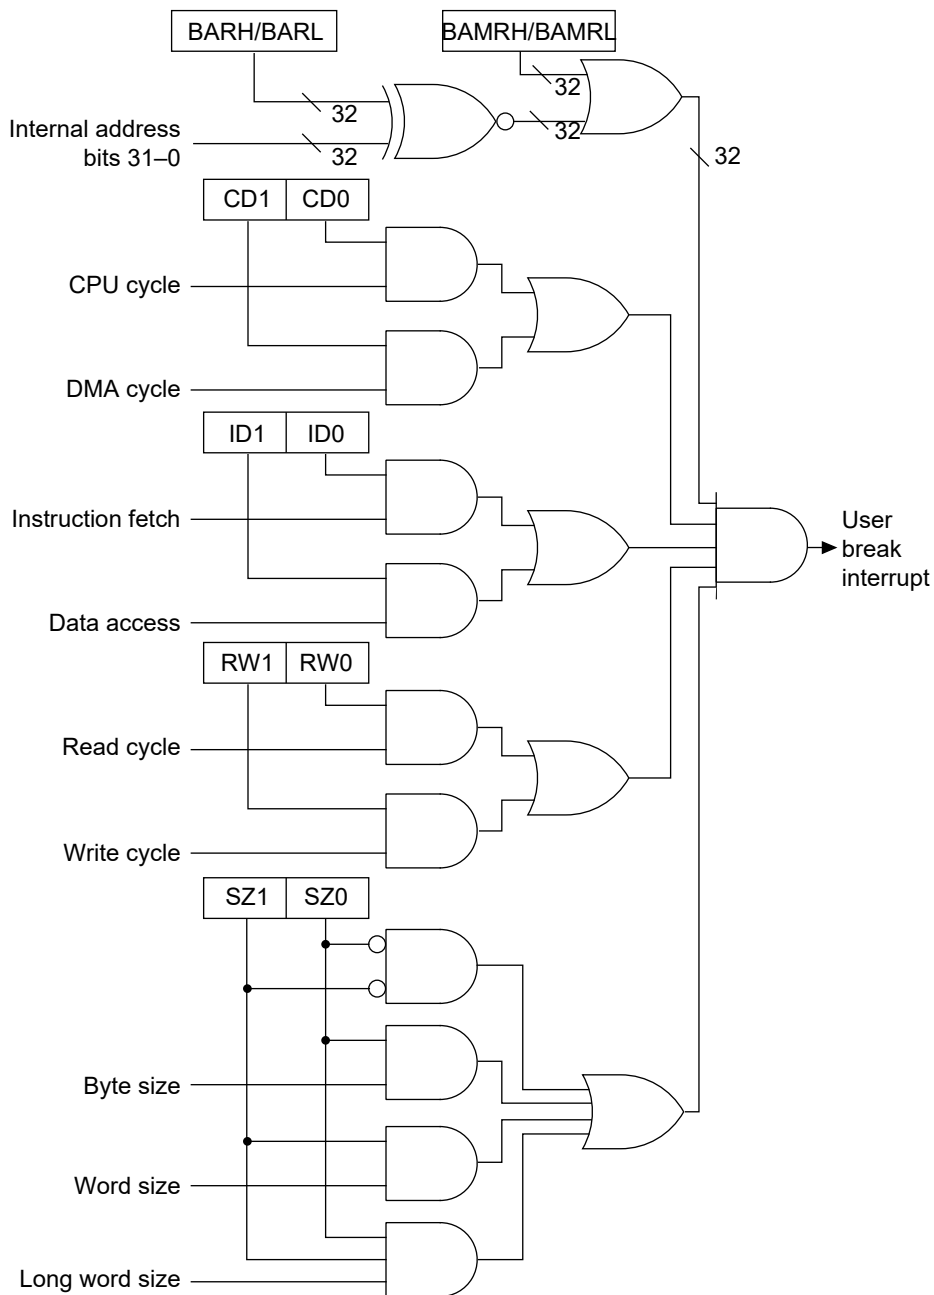 BARH/BARL
BAMRH/BAMRL
32
32
32
32
Internal address
bits 31–0
32
CD1 CD0
CPU cycle
DMA cycle
ID1 ID0
Instruction fetch
Data access
User
break
interrupt
RW1 RW0
Read cycle
Write cycle
SZ1 SZ0
Byte size
Word size
Long word size